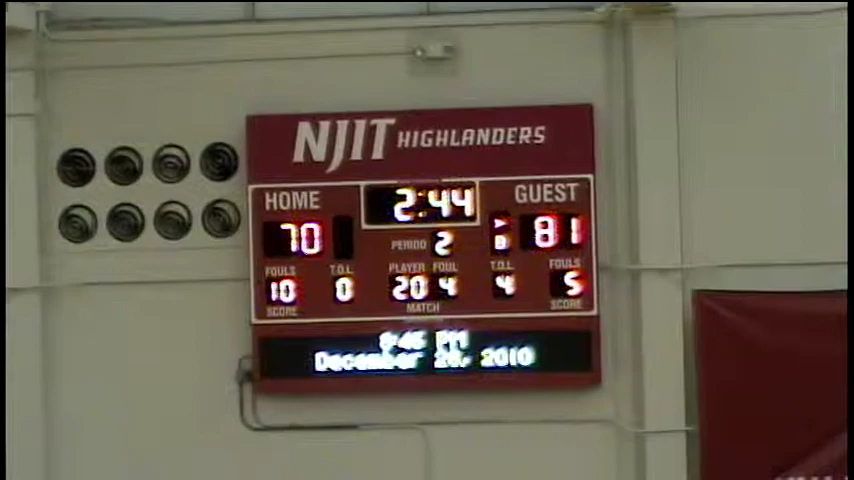 NJIT HIGHLANDERS
HOME 2:44 GUEST
70 PERIOD 2 B 81
FOULS T.O.L PLAYER FOUL T.O.L FOULS
10 0 20 4 4 5
SCORE MATCH SCORE
8:46 PM
December 28, 2010